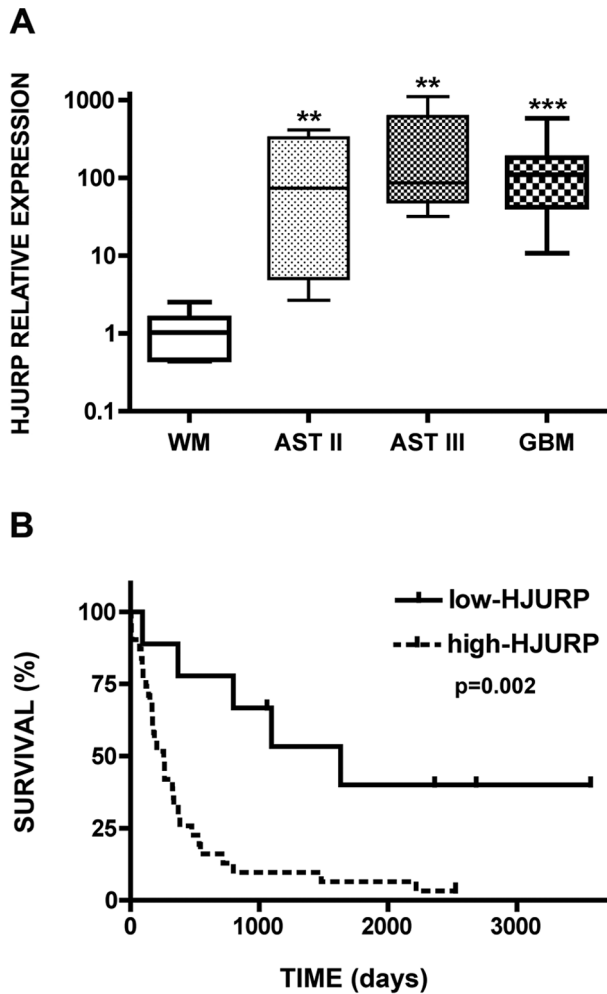 A
HJURP RELATIVE EXPRESSION
1000
100
10
1
0.1
**
**
***
WM AST II AST III GBM
B
SURVIVAL (%)
100
75
50
25
0
low-HJURP
high-HJURP
p=0.002
0 1000 2000 3000
TIME (days)